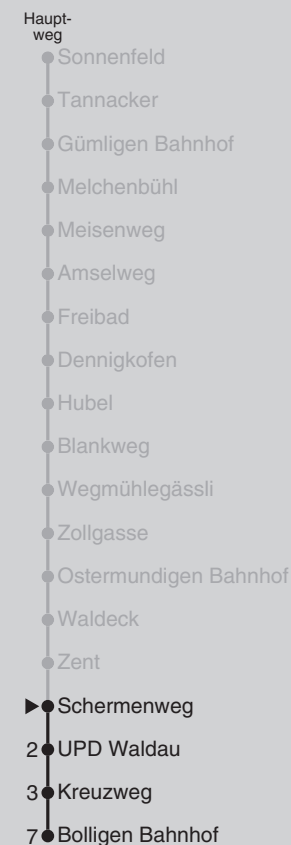 Haupt-
weg
Sonnenfeld
Tannacker
Gümligen Bahnhof
Melchenbühl
Meisenweg
Amselweg
Freibad
Dennigkofen
Hubel
Blankweg
Wegmühlegässli
Zollgasse
Ostermundigen Bahnhof
Waldeck
Zent
Schermenweg
2 UPD Waldau
3 Kreuzweg
7 Bolligen Bahnhof